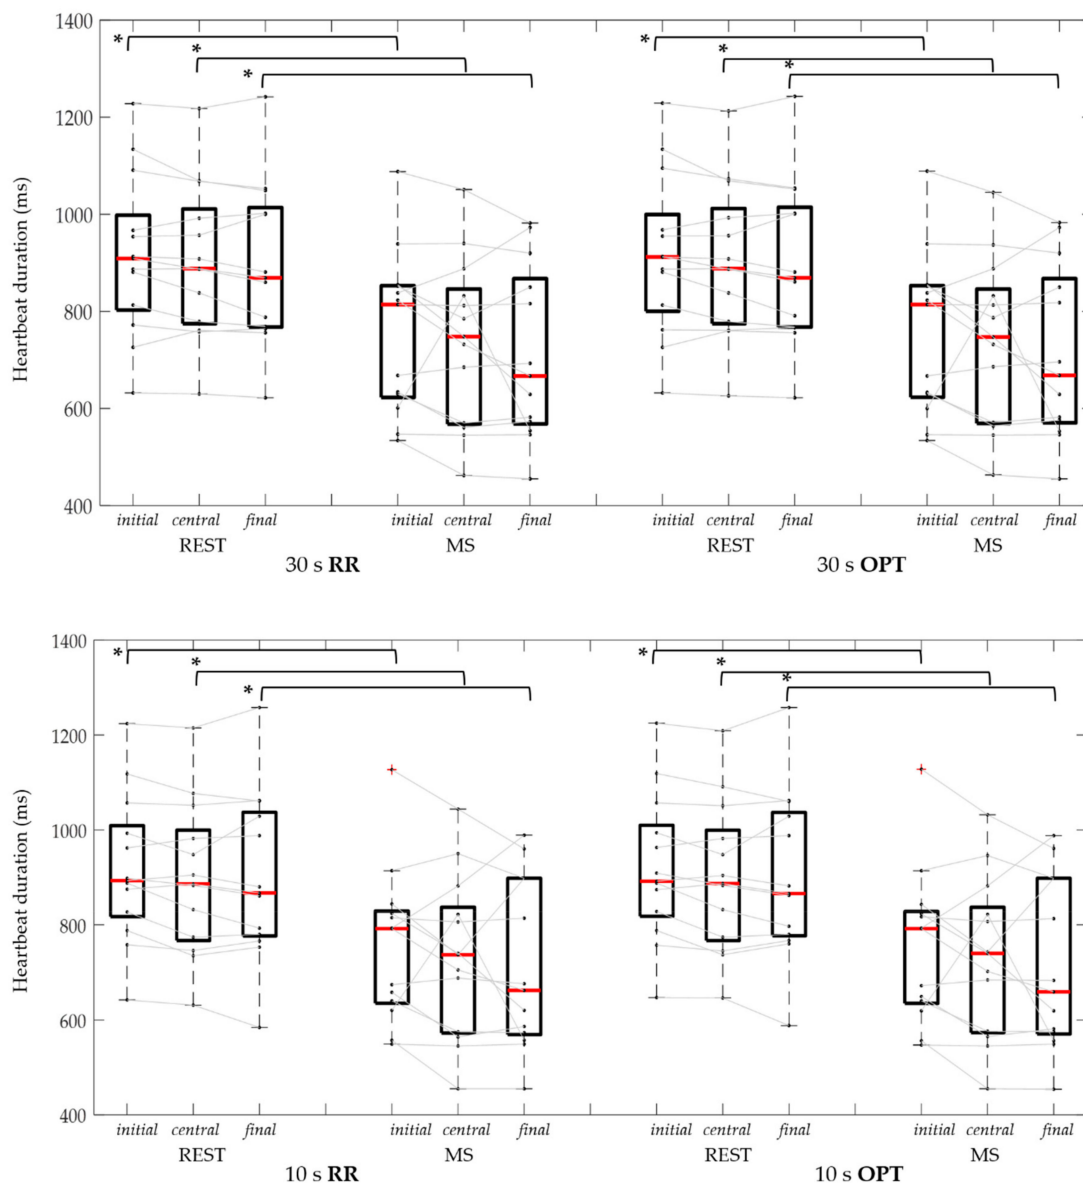 1400
* * * * * *
1200
1000
800
600
400
Heartbeat duration (ms)
initial central final initial central final initial central final initial central final
REST MS REST MS
30 s RR 30 s OPT
1400
* * * * * *
1200
1000
800
600
400
Heartbeat duration (ms)
initial central final initial central final initial central final initial central final
REST MS REST MS
10 s RR 10 s OPT